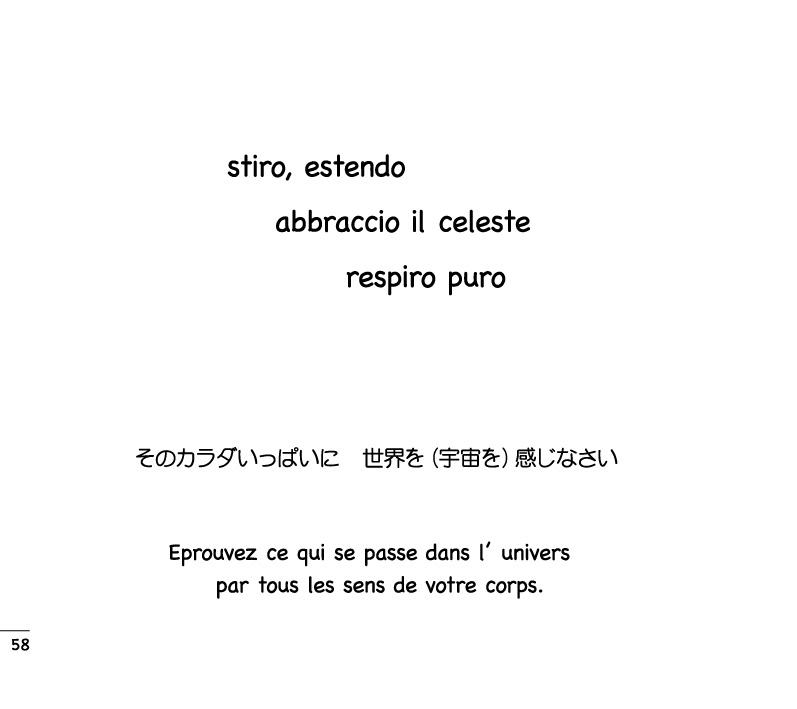 stiro, estendo
abbraccio il celeste
respiro puro
そのカラダいっぱいに　世界を（宇宙を）感じなさい
Eprouvez ce qui se passe dans l’ univers
par tous les sens de votre corps.
58